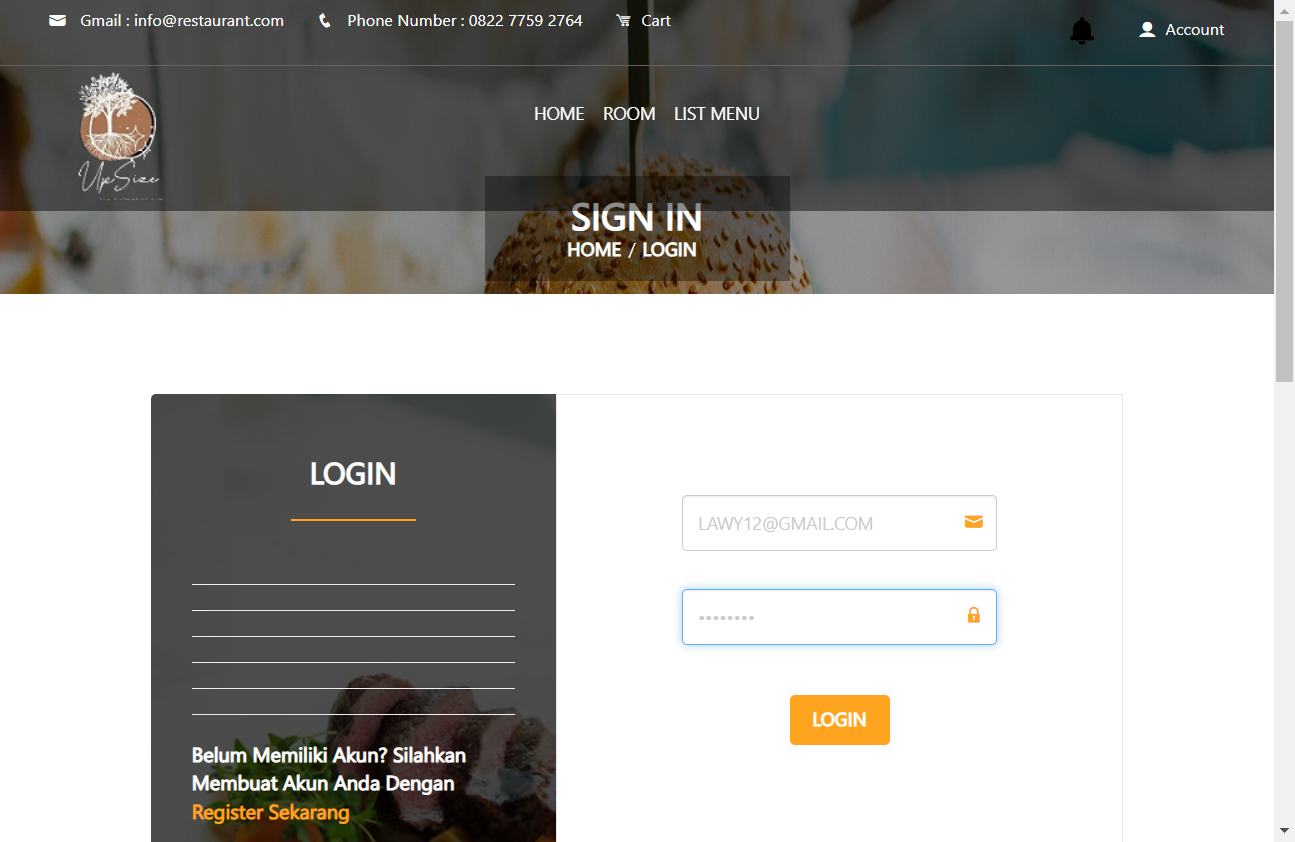 Gmail : info@restaurant.com Phone Number : 0822 7759 2764 Cart
Account
HOME ROOM LIST MENU
UpSize
SIGN IN
HOME / LOGIN
LOGIN
LAWY12@GMAIL.COM
••••••••
LOGIN
Belum Memiliki Akun? Silahkan
Membuat Akun Anda Dengan
Register Sekarang